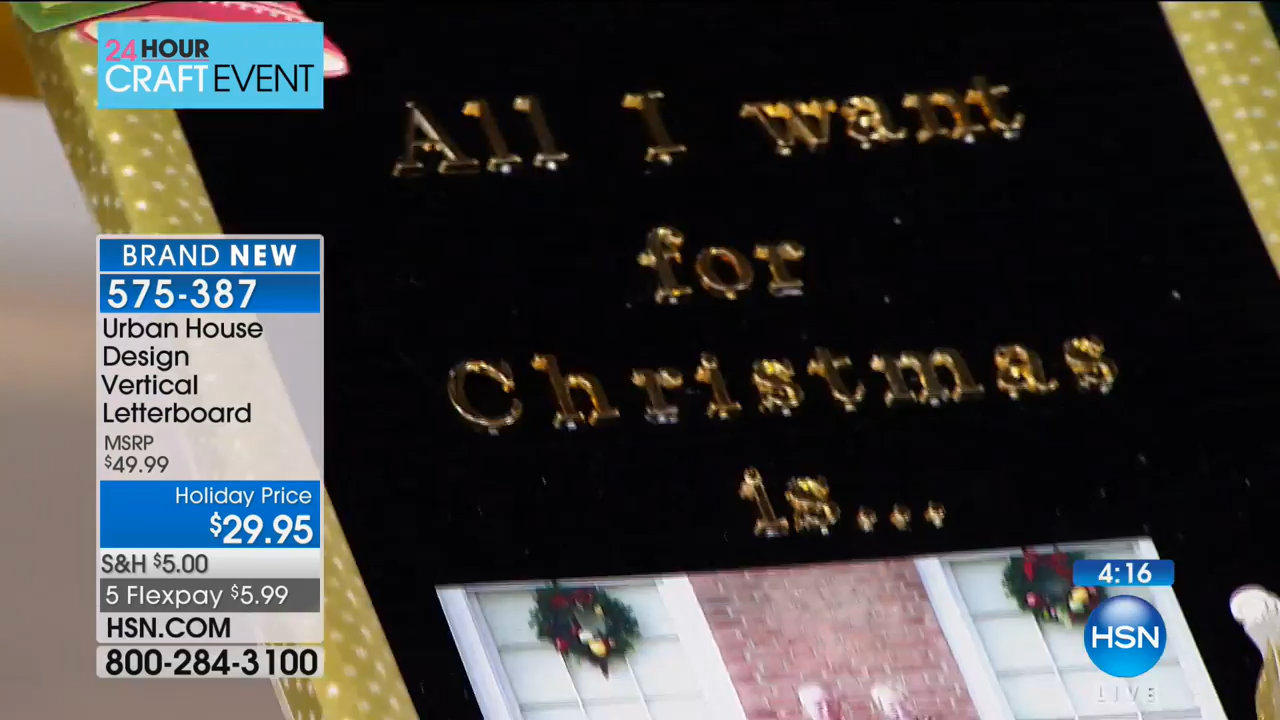 24 HOUR
CRAFT EVENT
All I want
for
Christmas
is...
BRAND NEW
575-387
Urban House
Design
Vertical
Letterboard
MSRP
$49.99
Holiday Price
$29.95
S&H $5.00
5 Flexpay $5.99
HSN.COM
800-284-3100
4:16
HSN
LIVE